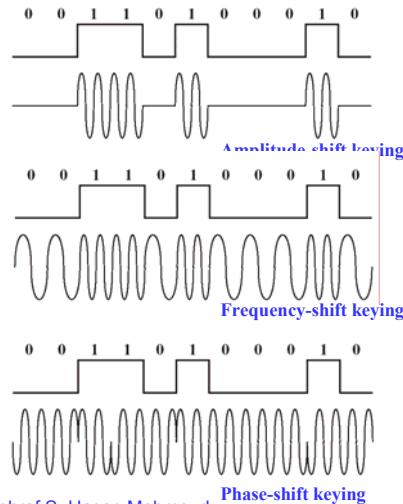 0 0 1 1 0 1 0 0 0 1 0
Amplitude-shift keying
0 0 1 1 0 1 0 0 0 1 0
Frequency-shift keying
0 0 1 1 0 1 0 0 0 1 0
Phase-shift keying